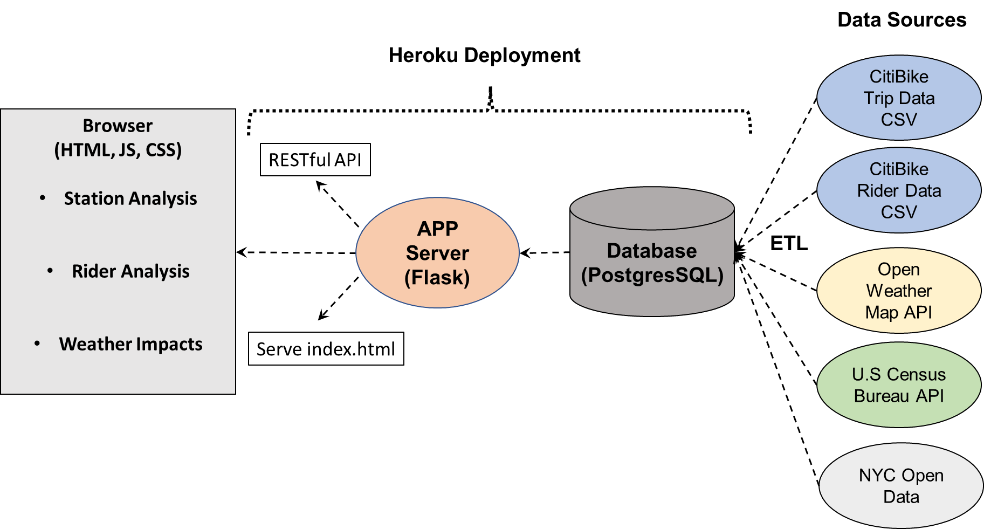 Data Sources
Heroku Deployment
Browser
(HTML, JS, CSS)
• Station Analysis
• Rider Analysis
• Weather Impacts
RESTful API
APP
Server
(Flask)
Serve index.html
Database
(PostgresSQL)
ETL
CitiBike
Trip Data
CSV
CitiBike
Rider Data
CSV
Open
Weather
Map API
U.S Census
Bureau API
NYC Open
Data